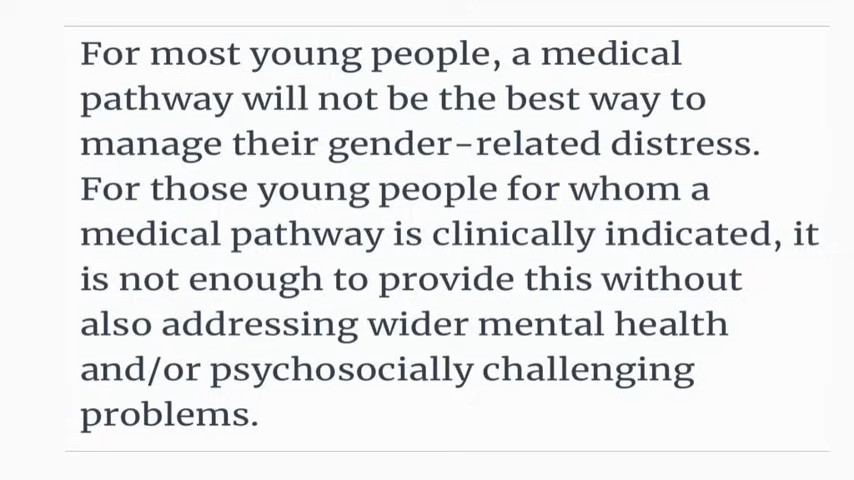 For most young people, a medical
pathway will not be the best way to
manage their gender-related distress.
For those young people for whom a
medical pathway is clinically indicated, it
is not enough to provide this without
also addressing wider mental health
and/or psychosocially challenging
problems.